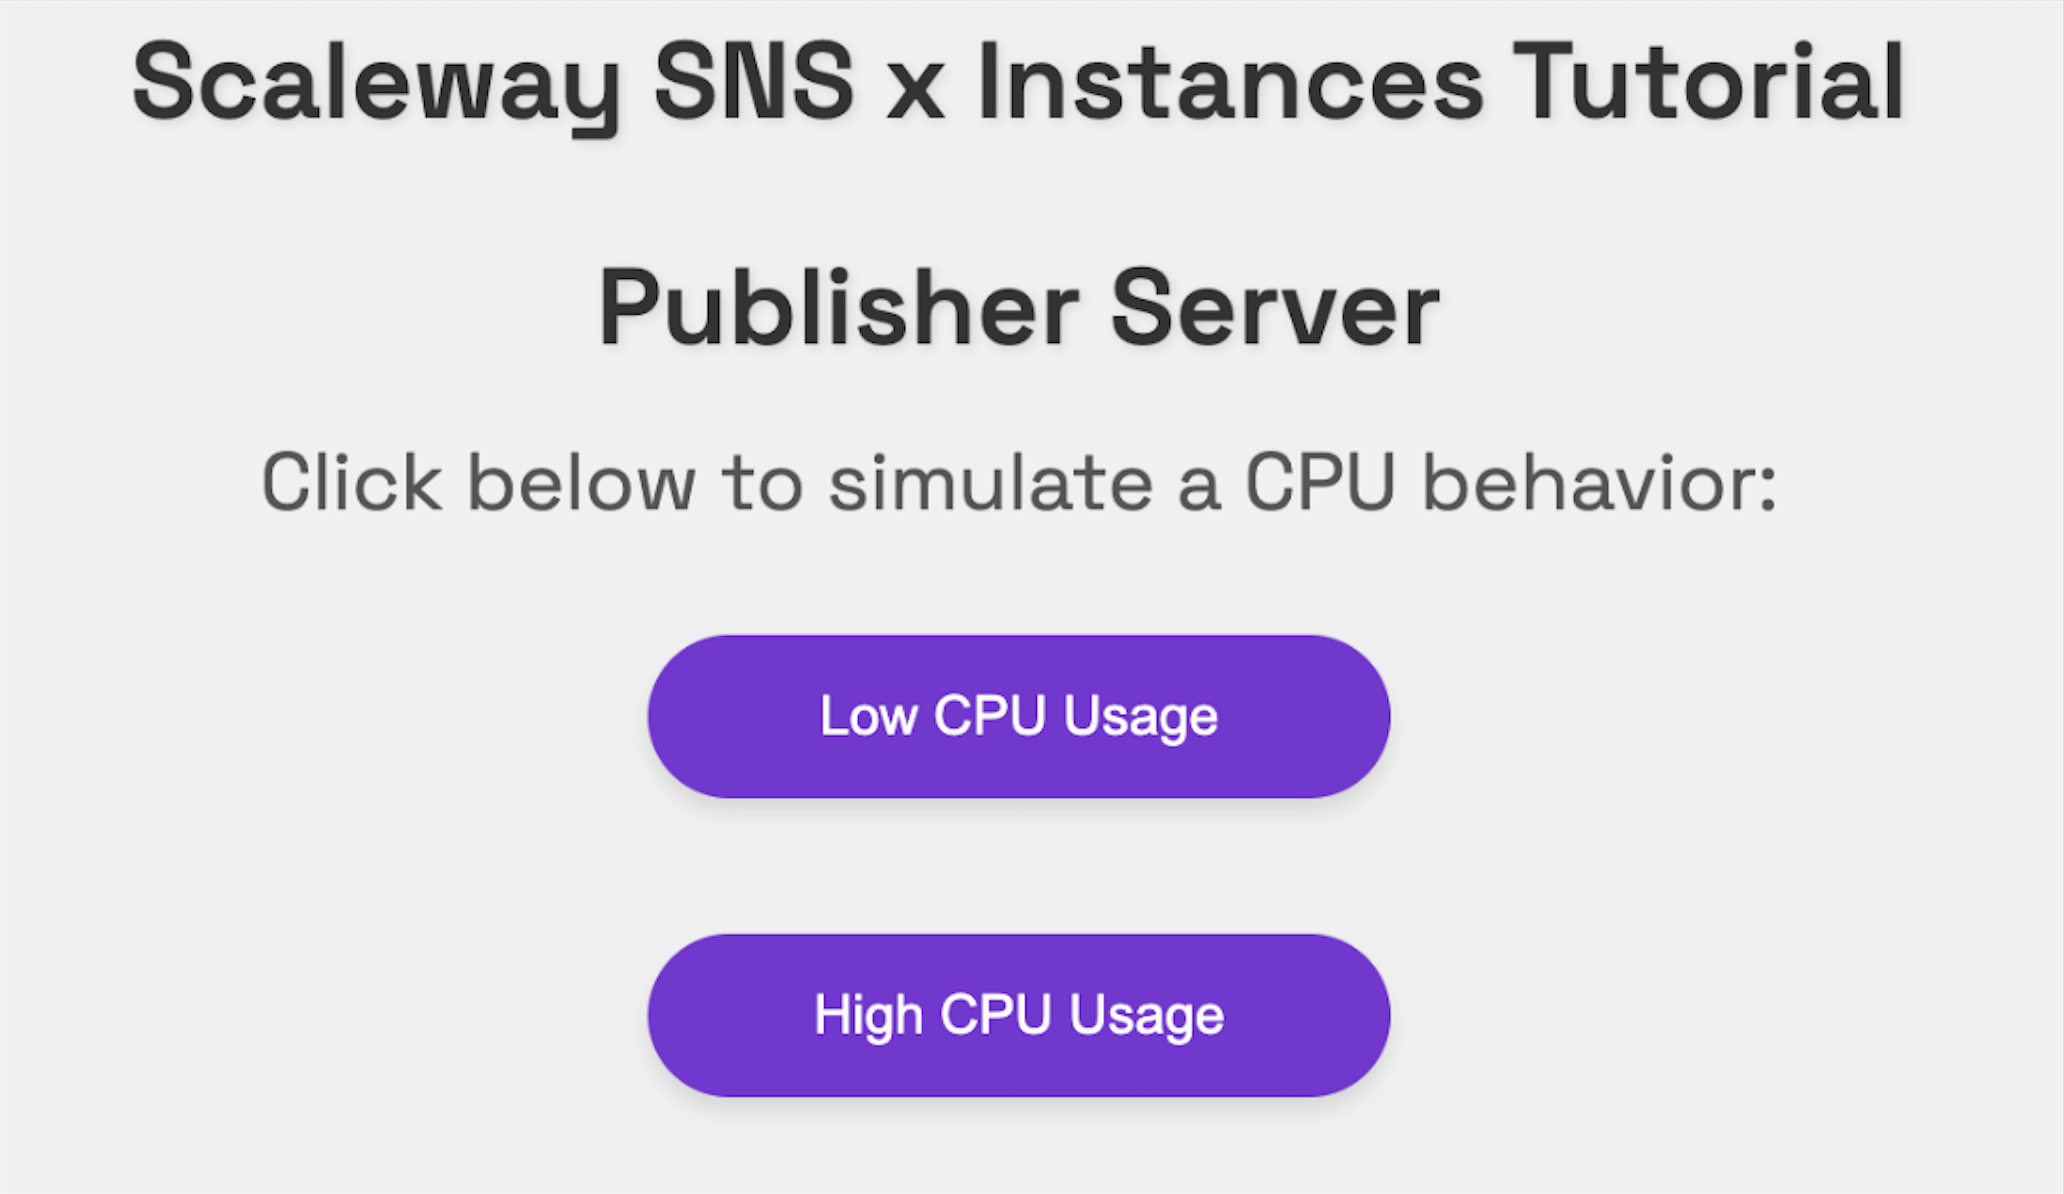 Scaleway SNS x Instances Tutorial
Publisher Server
Click below to simulate a CPU behavior:
Low CPU Usage
High CPU Usage